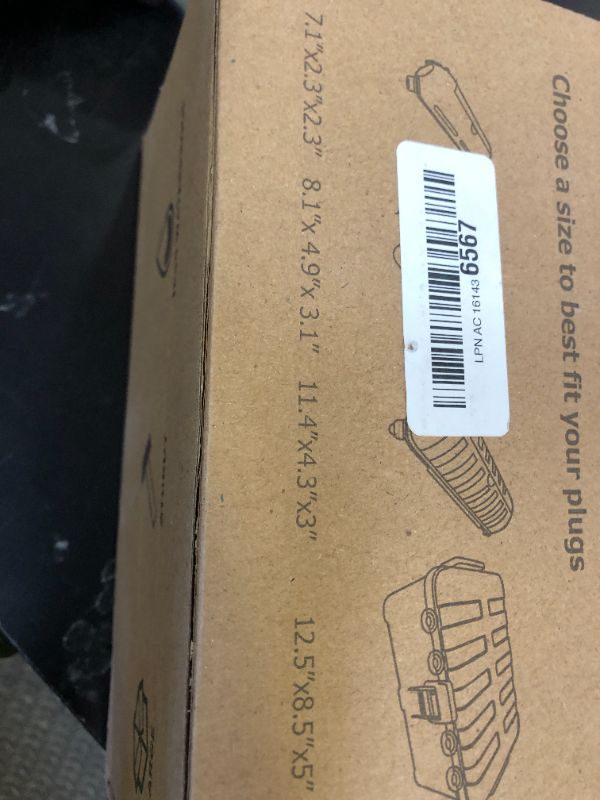 Choose a size to best fit your plugs
LPN AC 16143 6567
7.1"x2.3"x2.3" 8.1"x 4.9"x 3.1" 11.4"x4.3"x3" 12.5"x8.5"x5"